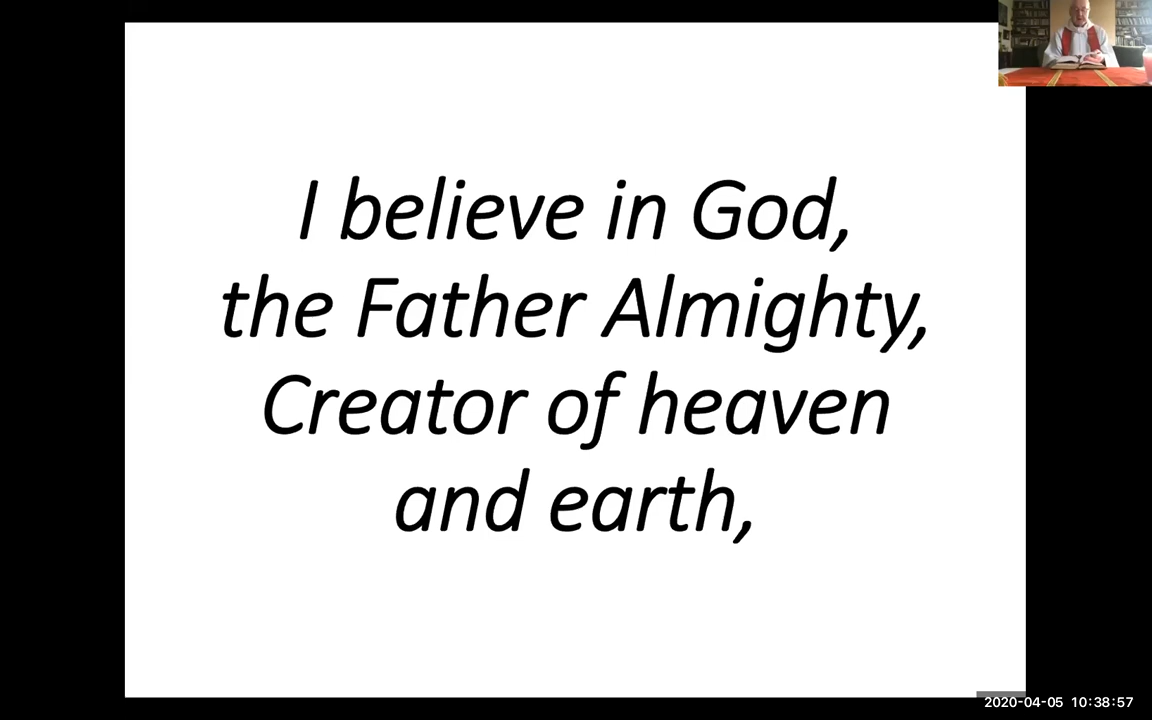 I believe in God,
the Father Almighty,
Creator of heaven
and earth,
2020-04-05 10:38:57